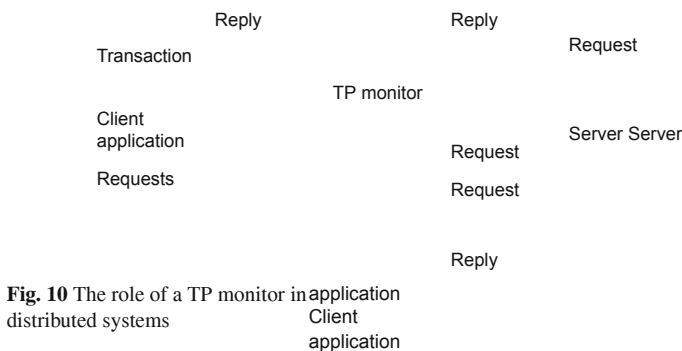 Reply
Reply
Request
Transaction
TP monitor
Client
application
Server Server
Request
Requests
Request
Reply
Fig. 10 The role of a TP monitor in
distributed systems
application
Client
application